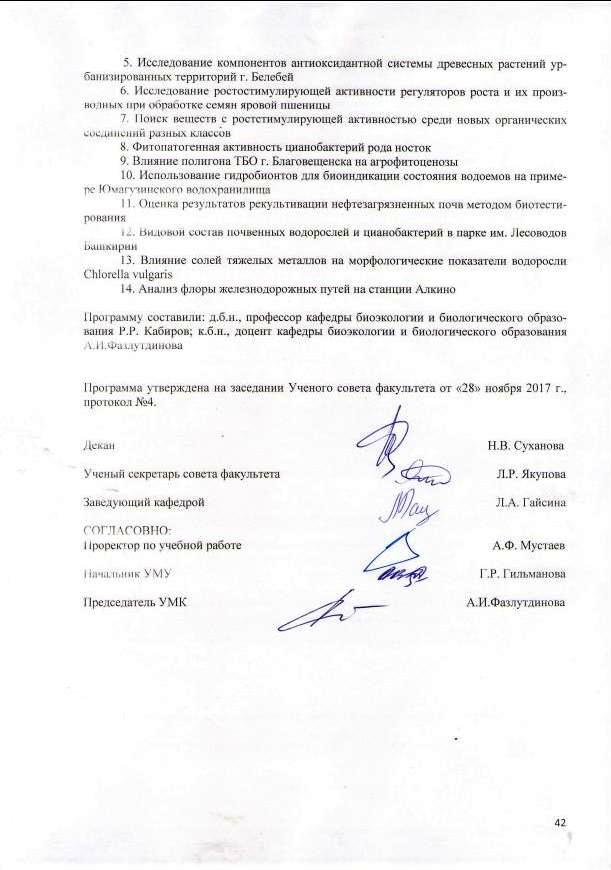 5. Исследование компонентов антиоксидантной системы древесных растений ур-
банизированных территорий г. Белебей
6. Исследование ростостимулирующей активности регуляторов роста и их произ-
водных при обработке семян яровой пшеницы
7. Поиск веществ с ростстимулирующей активностью среди новых органических
соединений разных классов
8. Фитопатогенная активность цианобактерий рода носток
9. Влияние полигона ТБО г. Благовещенска на агрофитоценозы
10. Использование гидробионтов для биоиндикации состояния водоемов на приме-
ре Юмагузинского водохранилища
11. Оценка результатов рекультивации нефтезагрязненных почв методом биотести-
рования
12. Видовой состав почвенных водорослей и цианобактерий в парке им. Лесоводов
Башкирии
13. Влияние солей тяжелых металлов на морфологические показатели водоросли
Chlorella vulgaris
14. Анализ флоры железнодорожных путей на станции Алкино
Программу составили: д.б.н., профессор кафедры биоэкологии и биологического образо-
вания Р.Р. Кабиров; к.б.н., доцент кафедры биоэкологии и биологического образования
А.И.Фазлутдинова
Программа утверждена на заседании Ученого совета факультета от «28» ноября 2017 г.,
протокол №4.
Декан Н.В. Суханова
Ученый секретарь совета факультета Л.Р. Якупова
Заведующий кафедрой Л.А. Гайсина
СОГЛАСОВНО:
Проректор по учебной работе А.Ф. Мустаев
Начальник УМУ Г.Р. Гильманова
Председатель УМК А.И.Фазлутдинова
42